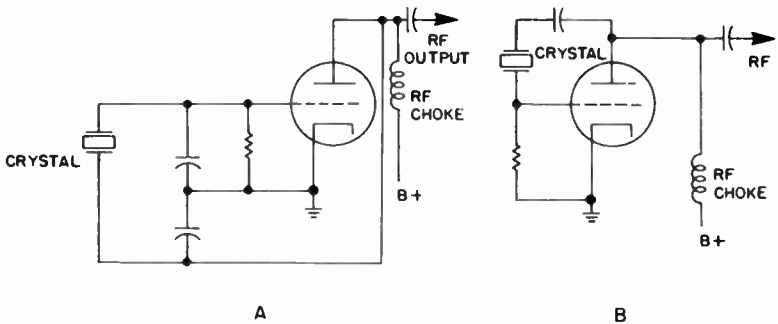 RF
OUTPUT
RF
CHOKE
CRYSTAL
B+
A
CRYSTAL
RF
RF
CHOKE
B+
B